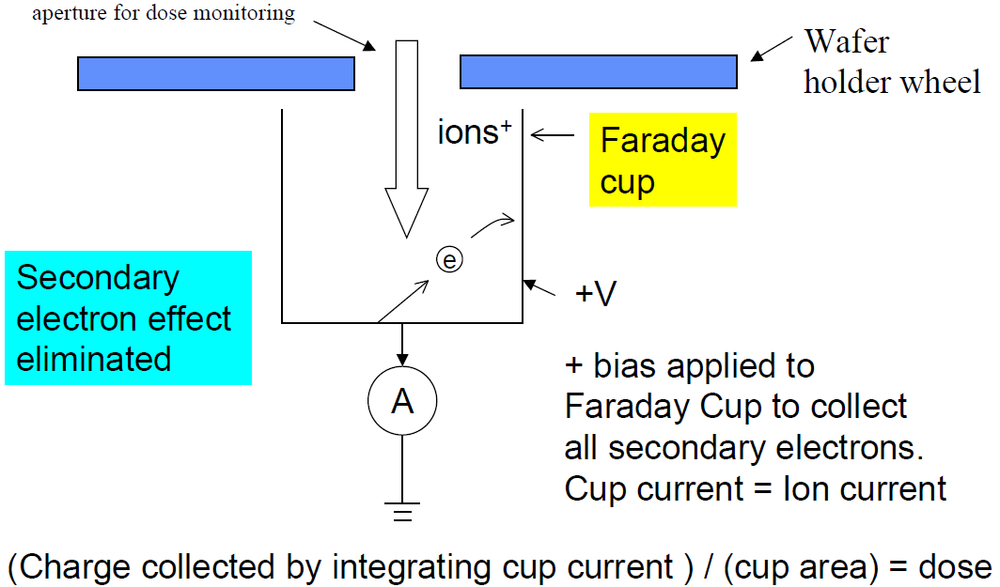 aperture for dose monitoring
Wafer
holder wheel
ions+
Faraday
cup
e
Secondary
electron effect
eliminated
+V
A
+ bias applied to
Faraday Cup to collect
all secondary electrons.
Cup current = Ion current
(Charge collected by integrating cup current ) / (cup area) = dose